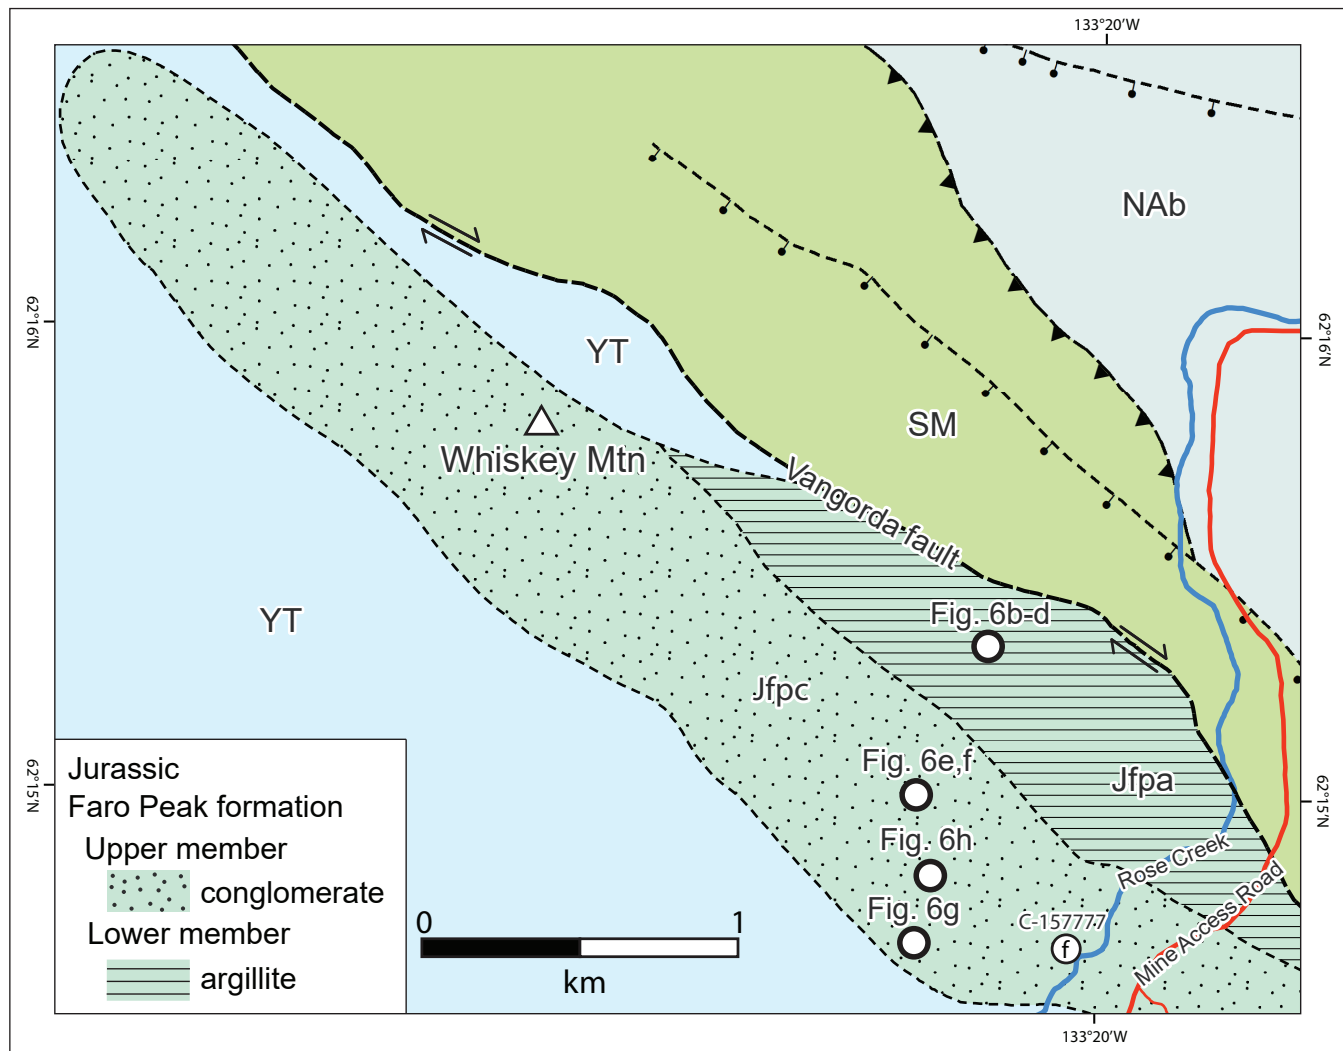 133°20'W
NAb
62°16'N
62°16'N
YT
SM
Whiskey Mtn
Vangorda fault
YT
Fig. 6b-d
Jfpc
Fig. 6e,f
Jfpa
62°15'N
62°15'N
Jurassic
Faro Peak formation
Upper member
conglomerate
Lower member
argillite
Fig. 6h
Rose Creek
Fig. 6g
C-157777
f
Mine Access Road
0 1
km
133°20'W